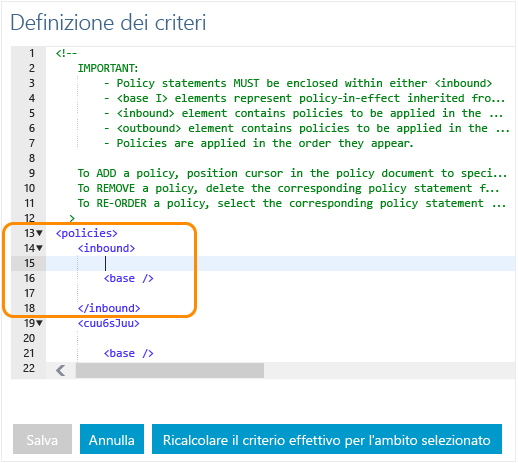 Definizione dei criteri
1 <!--
2 IMPORTANT:
3 - Policy statements MUST be enclosed within either <inbound>
4 - <base I> elements represent policy-in-effect inherited fro...
5 - <inbound> element contains policies to be applied in the ...
6 - <outbound> element contains policies to be applied in the ...
7 - Policies are applied in the order they appear.
8
9 To ADD a policy, position cursor in the policy document to speci...
10 To REMOVE a policy, delete the corresponding policy statement f...
11 To RE-ORDER a policy, select the corresponding policy statement ...
12 >
13 <policies>
14 <inbound>
15
16 <base />
17
18 </inbound>
19 <cuu6sJuu>
20
21 <base />
22
Salva Annulla Ricalcolare il criterio effettivo per l'ambito selezionato